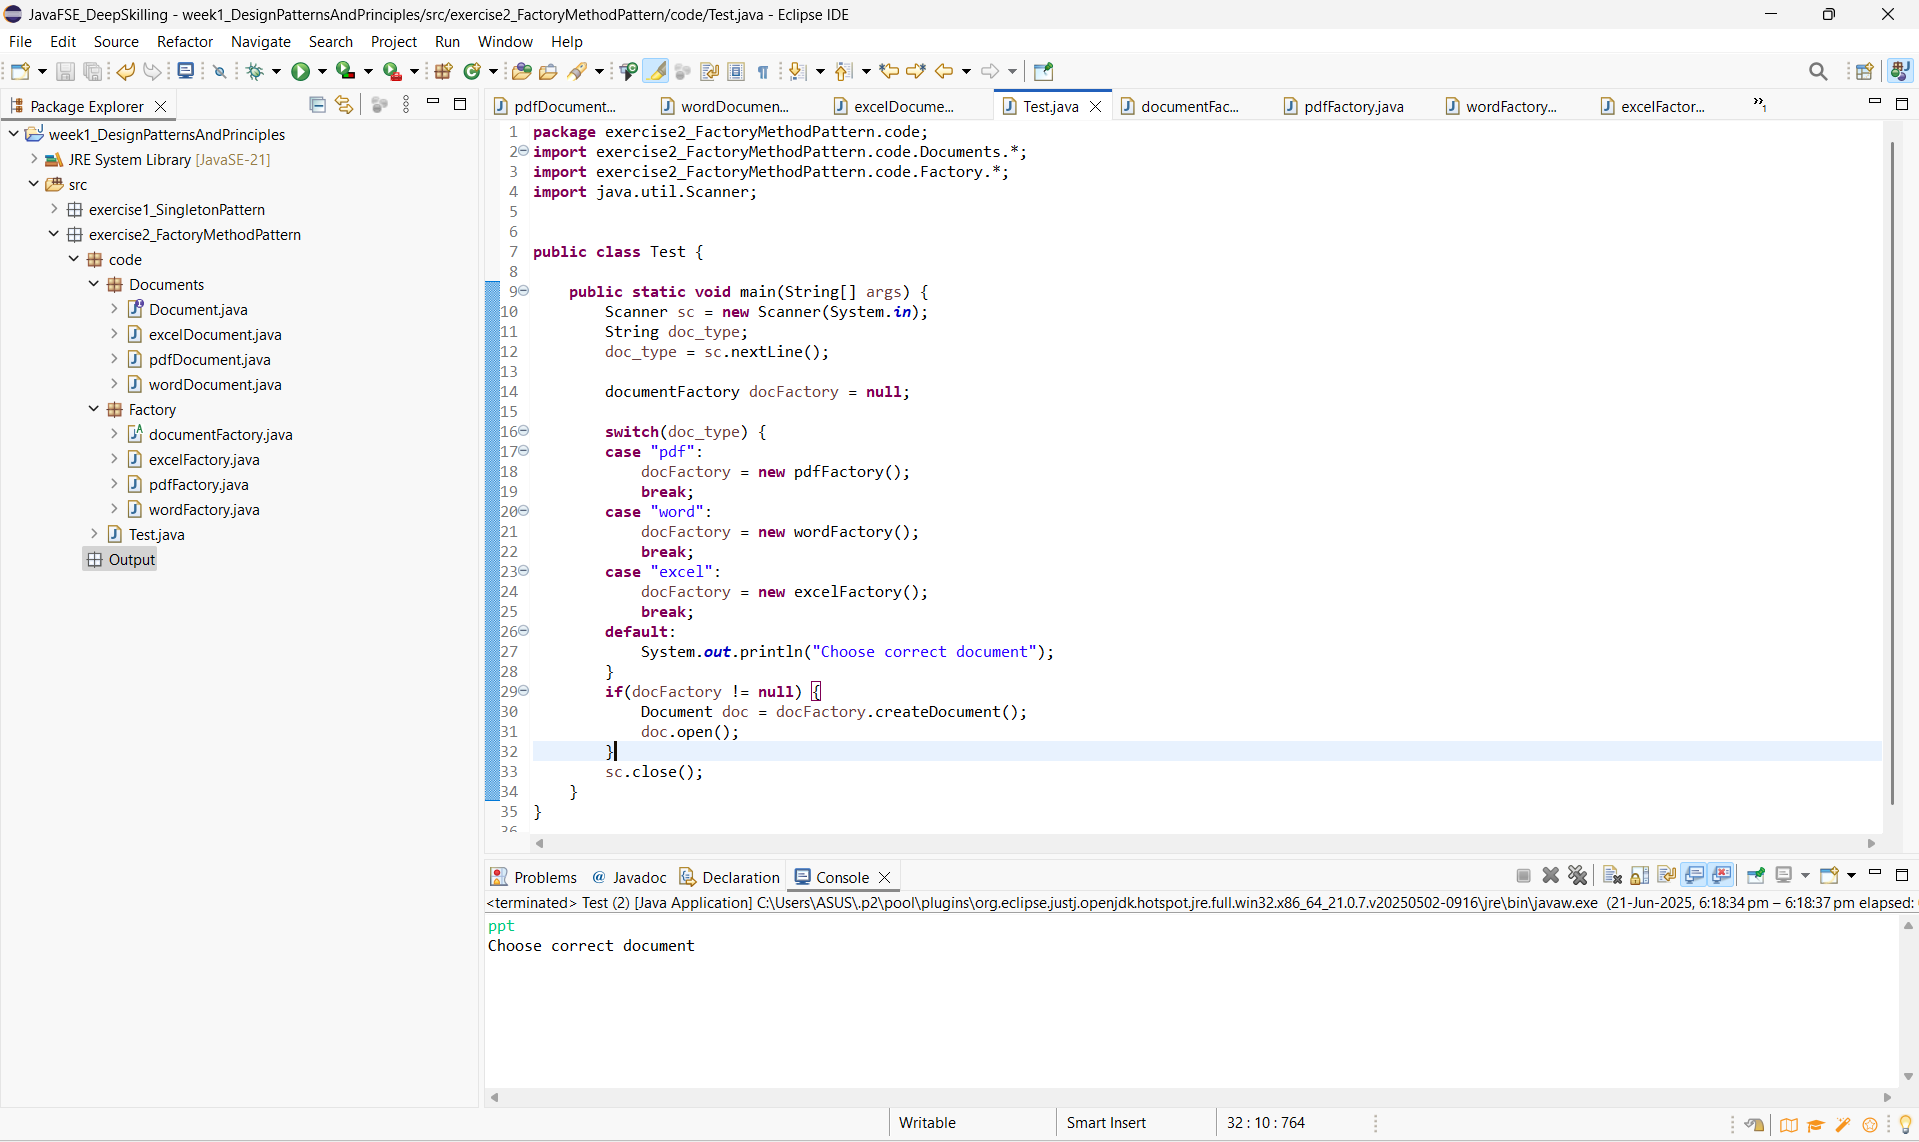 JavaFSE_DeepSkilling - week1_DesignPatternsAndPrinciples/src/exercise2_FactoryMethodPattern/code/Test.java - Eclipse IDE
File Edit Source Refactor Navigate Search Project Run Window Help
Package Explorer
week1_DesignPatternsAndPrinciples
JRE System Library [JavaSE-21]
src
exercise1_SingletonPattern
exercise2_FactoryMethodPattern
code
Documents
Document.java
excelDocument.java
pdfDocument.java
wordDocument.java
Factory
documentFactory.java
excelFactory.java
pdfFactory.java
wordFactory.java
Test.java
Output
pdfDocument... wordDocumen... excelDocume... Test.java documentFac... pdfFactory.java wordFactory... excelFactor... »1
1 package exercise2_FactoryMethodPattern.code;
2 import exercise2_FactoryMethodPattern.code.Documents.*;
3 import exercise2_FactoryMethodPattern.code.Factory.*;
4 import java.util.Scanner;
5
6
7 public class Test {
8
9 public static void main(String[] args) {
10 Scanner sc = new Scanner(System.in);
11 String doc_type;
12 doc_type = sc.nextLine();
13
14 documentFactory docFactory = null;
15
16 switch(doc_type) {
17 case "pdf":
18 docFactory = new pdfFactory();
19 break;
20 case "word":
21 docFactory = new wordFactory();
22 break;
23 case "excel":
24 docFactory = new excelFactory();
25 break;
26 default:
27 System.out.println("Choose correct document");
28 }
29 if(docFactory != null) {
30 Document doc = docFactory.createDocument();
31 doc.open();
32 }
33 sc.close();
34 }
35 }
36
Problems @ Javadoc Declaration Console
<terminated> Test (2) [Java Application] C:\Users\ASUS\.p2\pool\plugins\org.eclipse.justj.openjdk.hotspot.jre.full.win32.x86_64_21.0.7.v20250502-0916\jre\bin\javaw.exe (21-Jun-2025, 6:18:34 pm – 6:18:37 pm elapsed:
ppt
Choose correct document
Writable Smart Insert 32 : 10 : 764